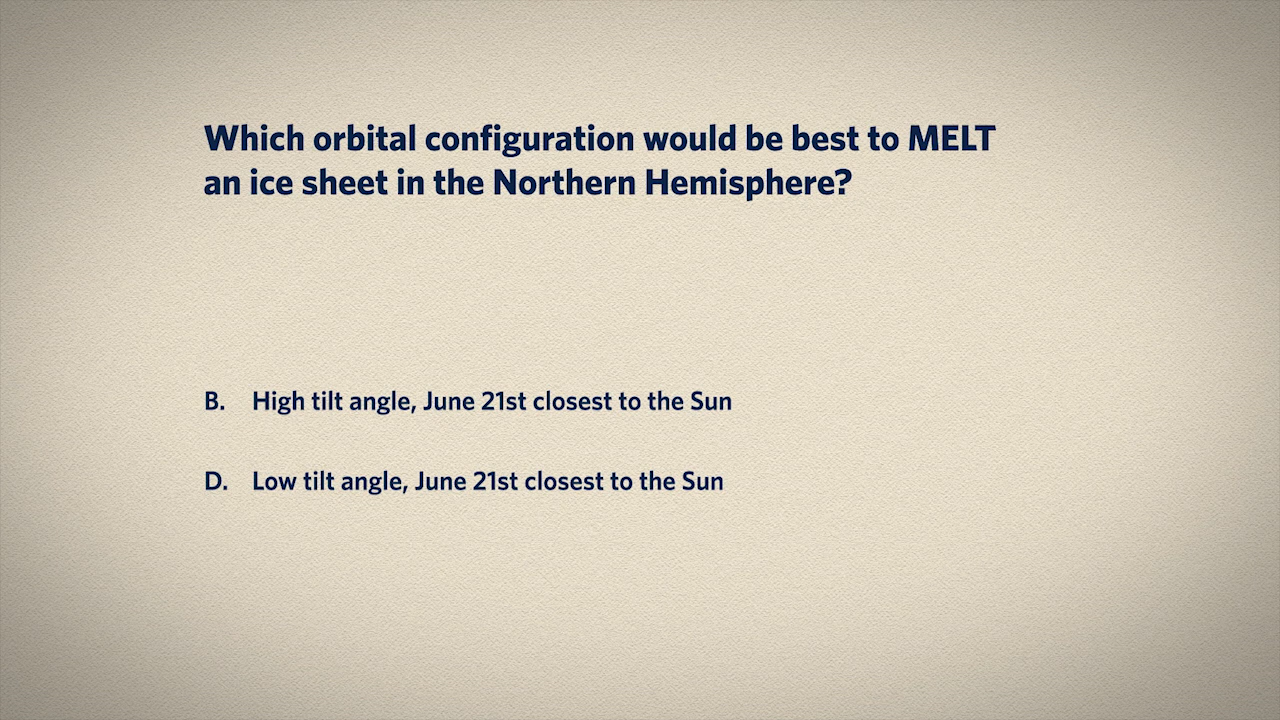 Which orbital configuration would be best to MELT
an ice sheet in the Northern Hemisphere?
B. High tilt angle, June 21st closest to the Sun
D. Low tilt angle, June 21st closest to the Sun